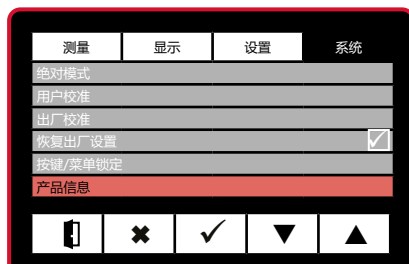 测量 显示 设置 系统
绝对模式
用户校准
出厂校准
恢复出厂设置
按键/菜单锁定
产品信息